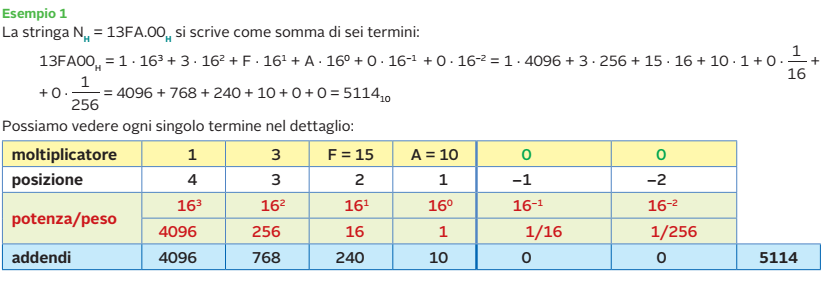 Esempio 1
La stringa N_H = 13FA.00_H si scrive come somma di sei termini:
13FA00_H = 1 · 16³ + 3 · 16² + F · 16¹ + A · 16⁰ + 0 · 16⁻¹ + 0 · 16⁻² = 1 · 4096 + 3 · 256 + 15 · 16 + 10 · 1 + 0 · 1/16 +
+ 0 · 1/256 = 4096 + 768 + 240 + 10 + 0 + 0 = 5114₁₀
Possiamo vedere ogni singolo termine nel dettaglio:
moltiplicatore 1 3 F = 15 A = 10 0 0
posizione 4 3 2 1 –1 –2
potenza/peso 16³ 16² 16¹ 16⁰ 16⁻¹ 16⁻²
4096 256 16 1 1/16 1/256
addendi 4096 768 240 10 0 0 5114